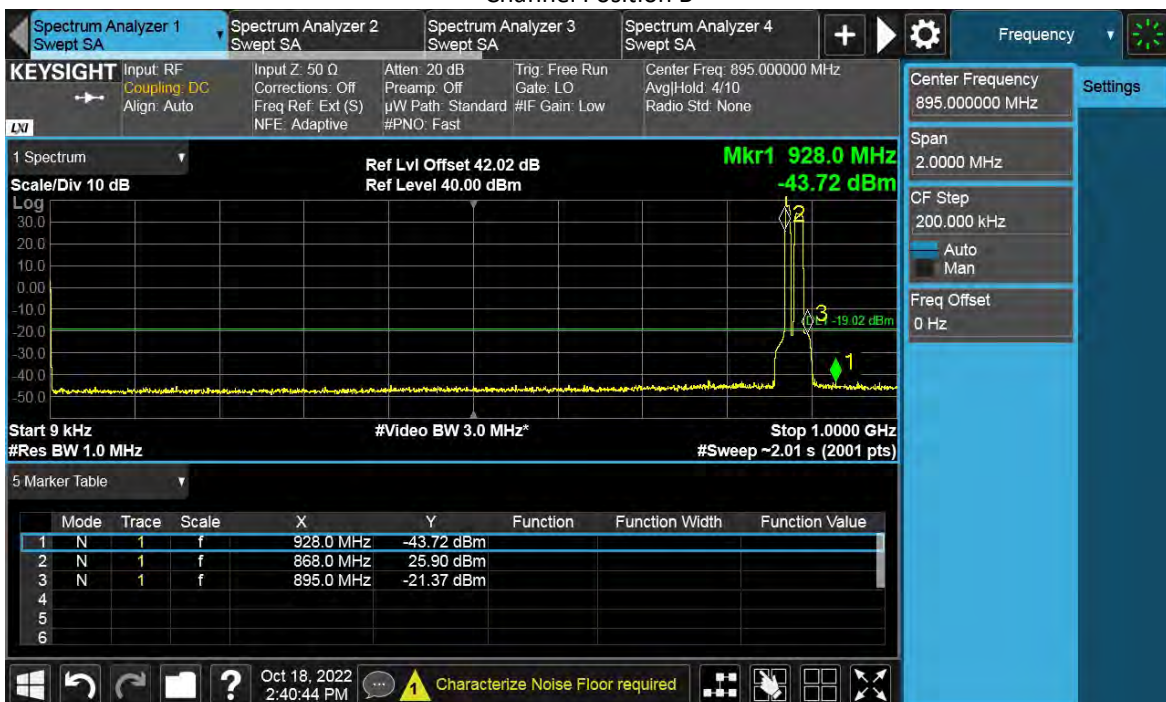 Channel Position B
Spectrum Analyzer 1
Swept SA
Spectrum Analyzer 2
Swept SA
Spectrum Analyzer 3
Swept SA
Spectrum Analyzer 4
Swept SA
+
Frequency
KEYSIGHT
LXI
Input: RF
Coupling: DC
Align: Auto
Input Z: 50 Ω
Corrections: Off
Freq Ref: Ext (S)
NFE: Adaptive
Atten: 20 dB
Preamp: Off
µW Path: Standard
#PNO: Fast
Trig: Free Run
Gate: LO
#IF Gain: Low
Center Freq: 895.000000 MHz
Avg|Hold: 4/10
Radio Std: None
Center Frequency
895.000000 MHz
Settings
Span
2.0000 MHz
CF Step
200.000 kHz
Auto
Man
Freq Offset
0 Hz
1 Spectrum
Scale/Div 10 dB
Ref Lvl Offset 42.02 dB
Ref Level 40.00 dBm
Mkr1 928.0 MHz
-43.72 dBm
Log
30.0
20.0
10.0
0.00
-10.0
-20.0
-30.0
-40.0
-50.0
2
3
-19.02 dBm
1
Start 9 kHz
#Res BW 1.0 MHz
#Video BW 3.0 MHz*
Stop 1.0000 GHz
#Sweep ~2.01 s (2001 pts)
5 Marker Table
Mode Trace Scale X Y Function Function Width Function Value
1 N 1 f 928.0 MHz -43.72 dBm
2 N 1 f 868.0 MHz 25.90 dBm
3 N 1 f 895.0 MHz -21.37 dBm
4
5
6
?
Oct 18, 2022
2:40:44 PM
1
Characterize Noise Floor required